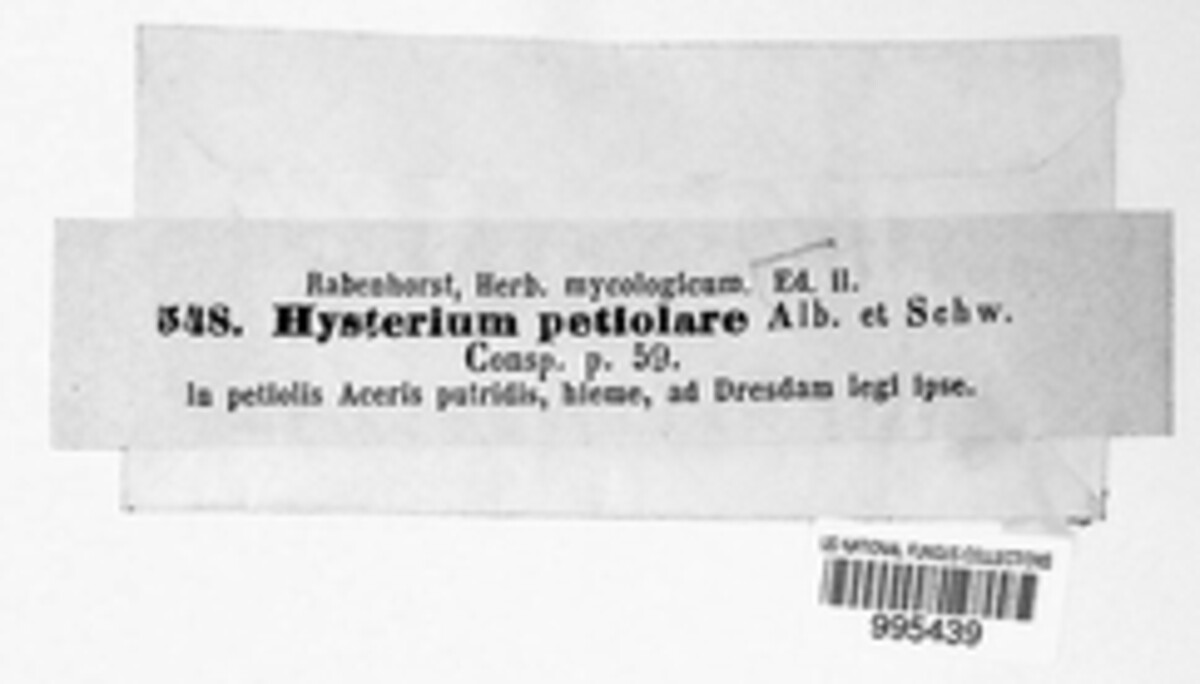 Rabenhorst, Herb. mycologicum. Ed. II.
548. Hysterium petiolare Alb. et Schw.
Consp. p. 59.
In petiolis Aceris putridis, hieme, ad Dresdam legi ipse.
US NATIONAL FUNGUS COLLECTIONS
995439